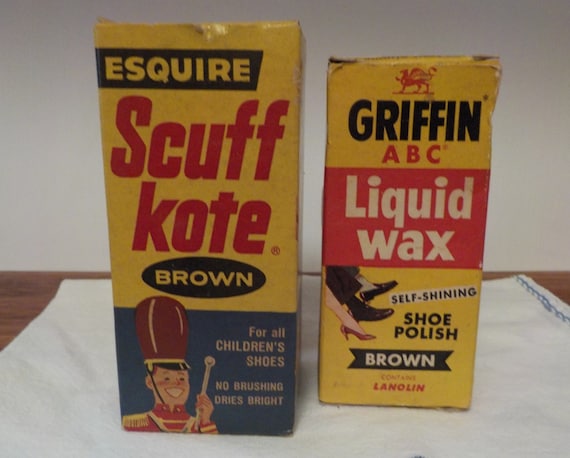 ESQUIRE
Scuff
kote®
BROWN
For all
CHILDREN'S
SHOES
NO BRUSHING
DRIES BRIGHT
GRIFFIN®
ABC®
Liquid
wax
SELF-SHINING
SHOE
POLISH
BROWN
CONTAINS
LANOLIN